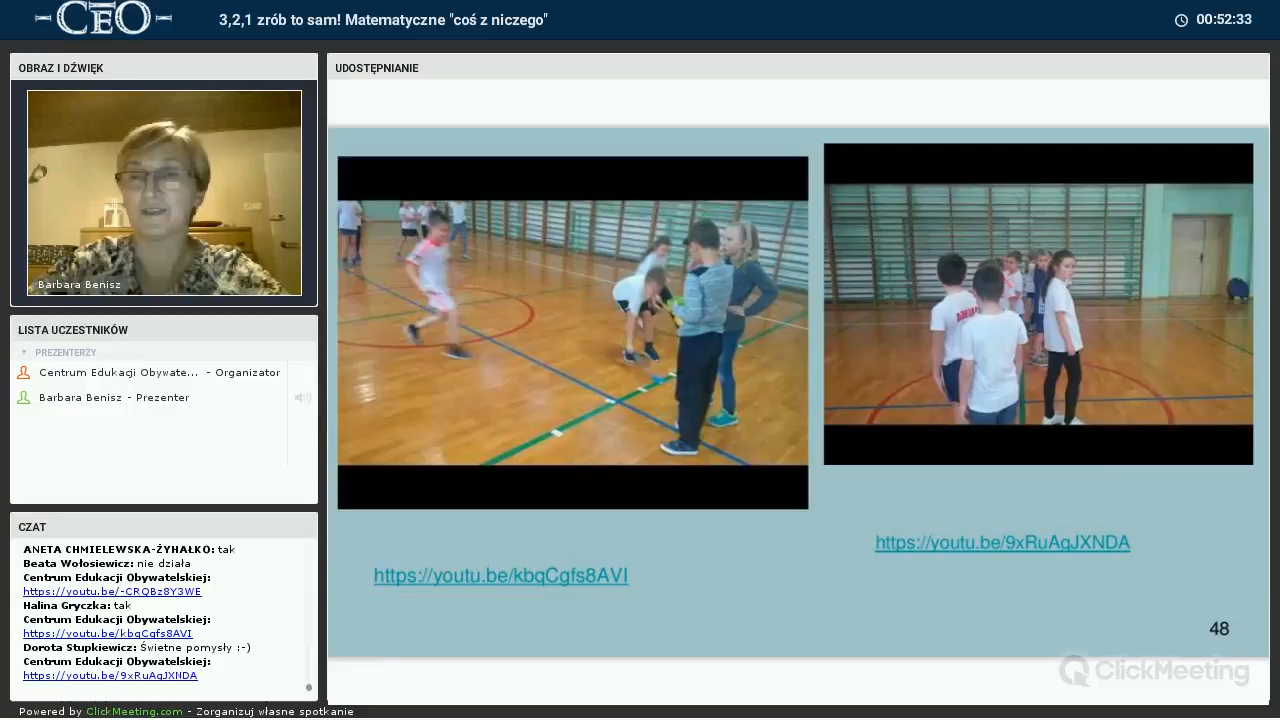 CEO
3,2,1 zrób to sam! Matematyczne "coś z niczego"
00:52:33
OBRAZ I DŹWIĘK
Barbara Benisz
LISTA UCZESTNIKÓW
PREZENTERZY
Centrum Edukacji Obywate... - Organizator
Barbara Benisz - Prezenter
CZAT
ANETA CHMIELEWSKA-ŻYHAŁKO: tak
Beata Wołosiewicz: nie działa
Centrum Edukacji Obywatelskiej:
https://youtu.be/-CRQBz8Y3WE
Halina Gryczka: tak
Centrum Edukacji Obywatelskiej:
https://youtu.be/kbqCgfs8AVI
Dorota Stupkiewicz: Świetne pomysły :-)
Centrum Edukacji Obywatelskiej:
https://youtu.be/9xRuAgJXNDA
Powered by ClickMeeting.com - Zorganizuj własne spotkanie
UDOSTĘPNIANIE
https://youtu.be/kbqCgfs8AVI
https://youtu.be/9xRuAgJXNDA
48
ClickMeeting